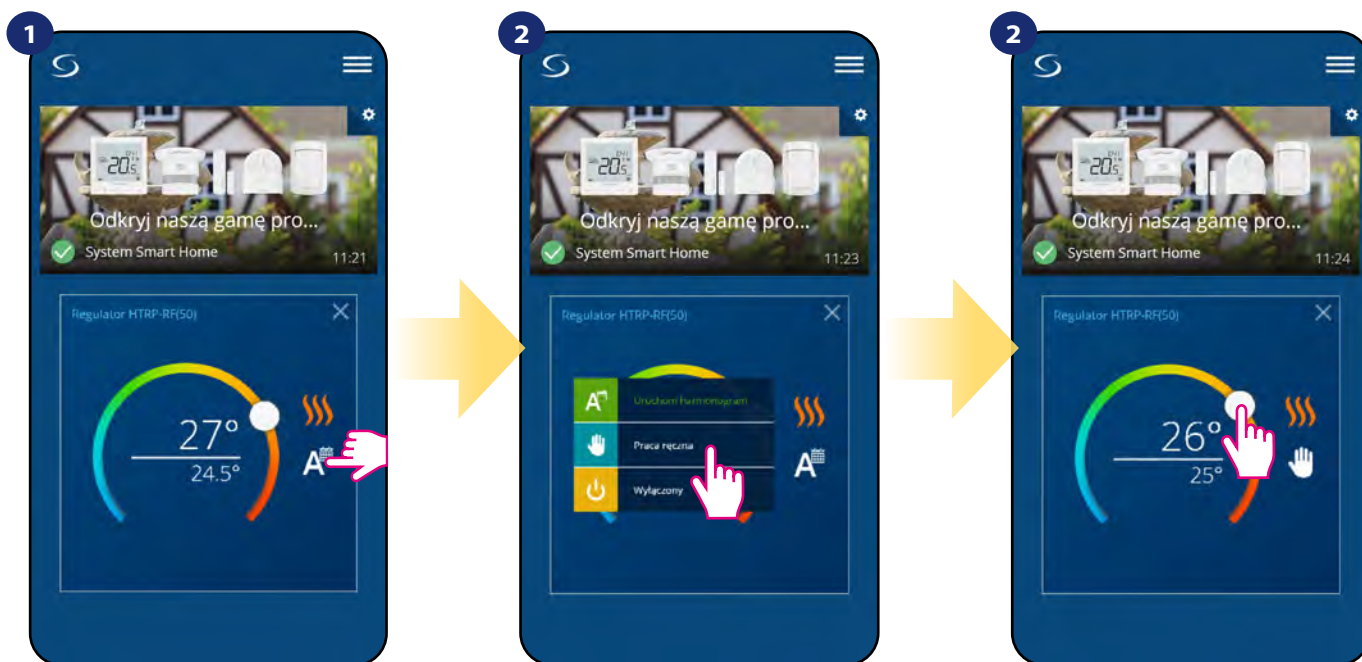 1
Odkryj naszą gamę pro...
System Smart Home
11:21
Regulator HTRP-RF(50)
27°
24.5°
A
2
Odkryj naszą gamę pro...
System Smart Home
11:23
Regulator HTRP-RF(50)
A
Uruchom harmonogram
Praca ręczna
Wyłączony
A
2
Odkryj naszą gamę pro...
System Smart Home
11:24
Regulator HTRP-RF(50)
26°
25°